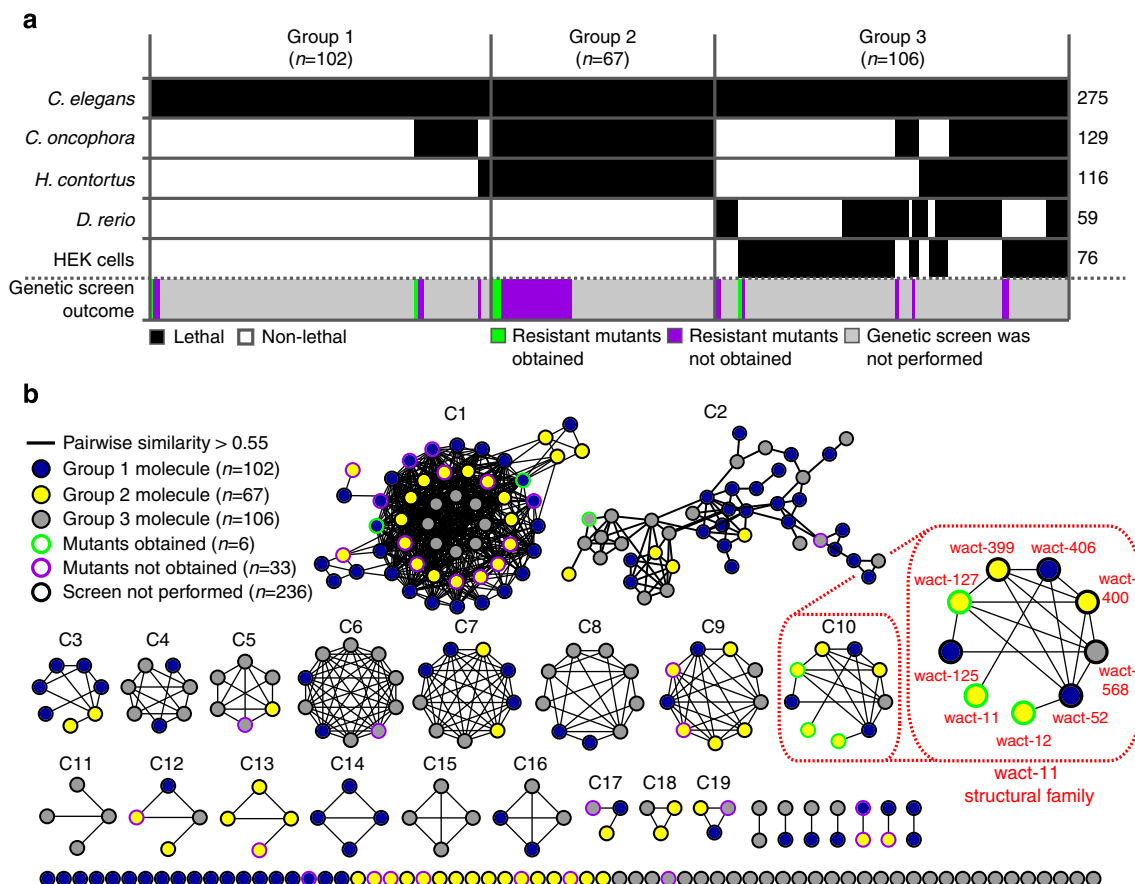 a
Group 1
(n=102)
Group 2
(n=67)
Group 3
(n=106)
C. elegans
275
C. oncophora
129
H. contortus
116
D. rerio
59
HEK cells
76
Genetic screen
outcome
Lethal
Non-lethal
Resistant mutants
obtained
Resistant mutants
not obtained
Genetic screen was
not performed
b
Pairwise similarity > 0.55
Group 1 molecule (n=102)
Group 2 molecule (n=67)
Group 3 molecule (n=106)
Mutants obtained (n=6)
Mutants not obtained (n=33)
Screen not performed (n=236)
C1
C2
C3
C4
C5
C6
C7
C8
C9
C10
wact-399
wact-406
wact-127
wact-
400
wact-125
wact-
568
wact-11
wact-52
wact-12
wact-11
structural family
C11
C12
C13
C14
C15
C16
C17
C18
C19